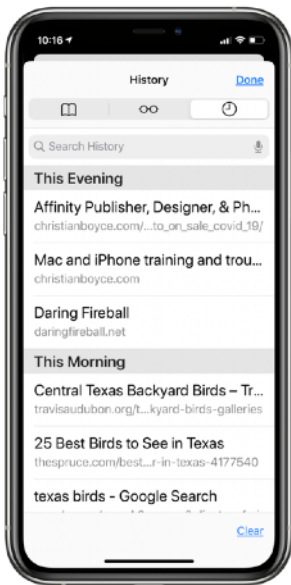 10:16
History
Done
Search History
This Evening
Affinity Publisher, Designer, & Ph...
christianboyce.com/...to_on_sale_covid_19/
Mac and iPhone training and trou...
christianboyce.com
Daring Fireball
daringfireball.net
This Morning
Central Texas Backyard Birds – Tr...
travisaudubon.org/t...kyard-birds-galleries
25 Best Birds to See in Texas
thespruce.com/best...r-in-texas-4177540
texas birds - Google Search
Clear